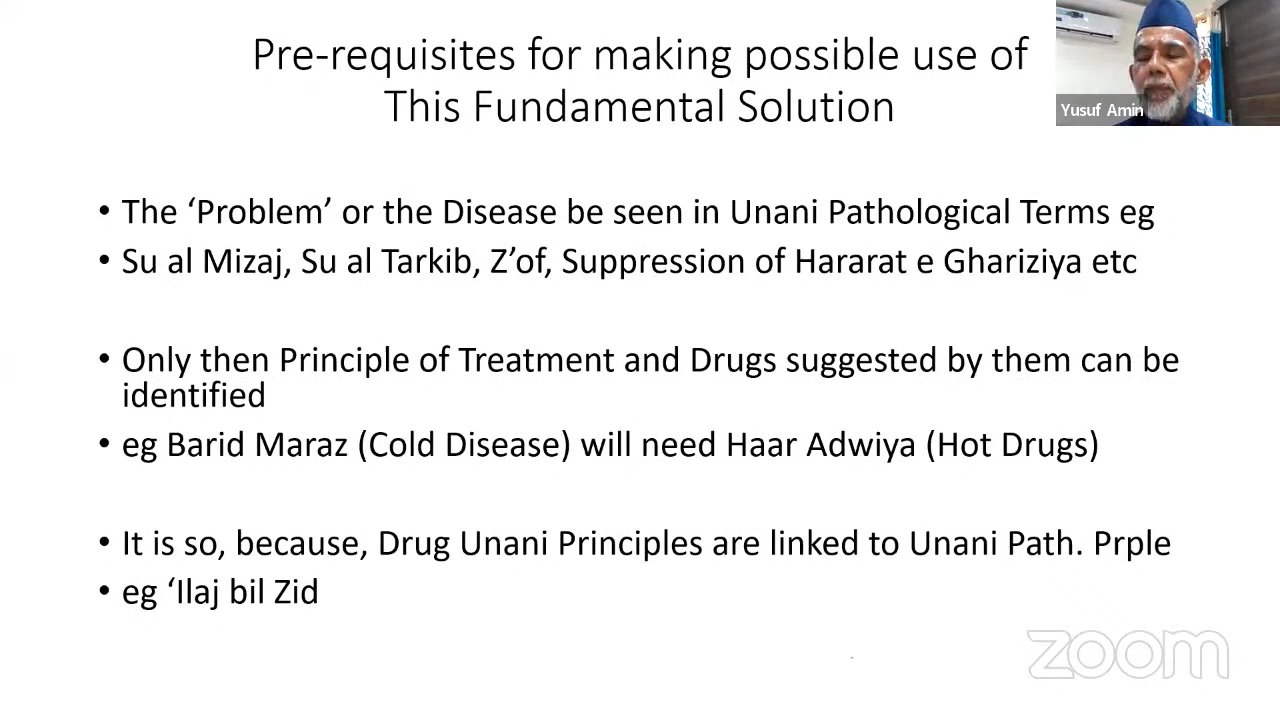 Pre-requisites for making possible use of
This Fundamental Solution
Yusuf Amin
• The ‘Problem’ or the Disease be seen in Unani Pathological Terms eg
• Su al Mizaj, Su al Tarkib, Z’of, Suppression of Hararat e Ghariziya etc
• Only then Principle of Treatment and Drugs suggested by them can be
identified
• eg Barid Maraz (Cold Disease) will need Haar Adwiya (Hot Drugs)
• It is so, because, Drug Unani Principles are linked to Unani Path. Prple
• eg ‘Ilaj bil Zid
zoom